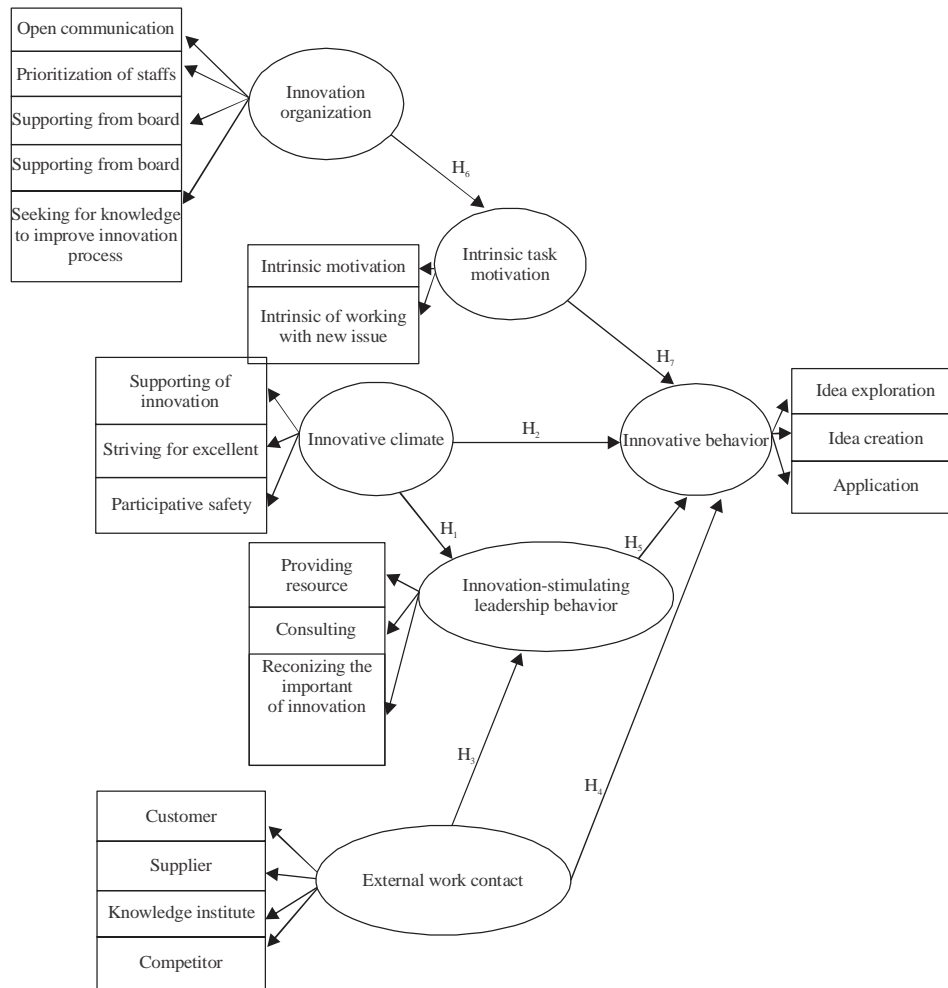 Open communication
Prioritization of staffs
Supporting from board
Supporting from board
Seeking for knowledge
to improve innovation
process
Innovation
organization
H6
Intrinsic motivation
Intrinsic of working
with new issue
Intrinsic task
motivation
H7
Supporting of
innovation
Striving for excellent
Participative safety
Innovative climate
H2
Innovative behavior
Idea exploration
Idea creation
Application
H1
H5
Providing
resource
Consulting
Reconizing the
important
of innovation
Innovation-stimulating
leadership behavior
H3
H4
Customer
Supplier
Knowledge institute
Competitor
External work contact